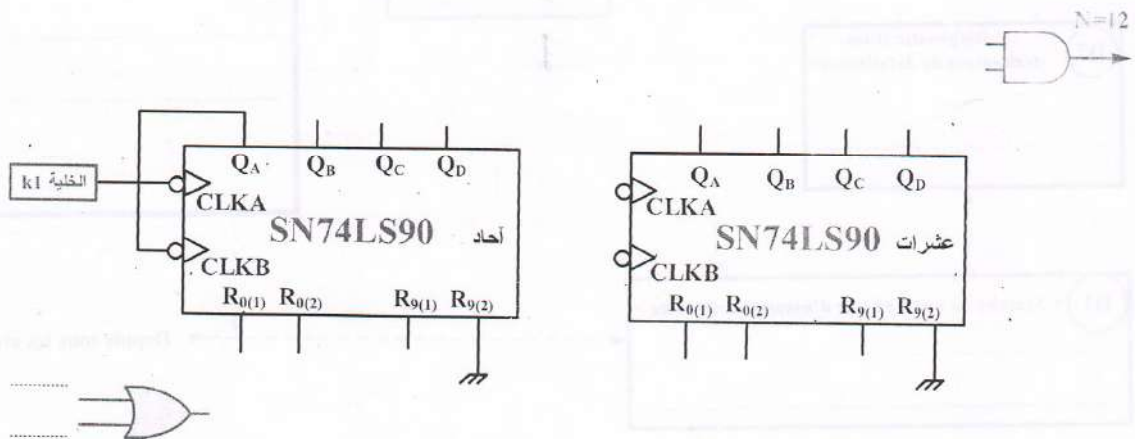 N=12
QA QB QC QD
QA QB QC QD
الخلية k1
CLKA
CLKA
SN74LS90 آحاد
SN74LS90 عشرات
CLKB
CLKB
R0(1) R0(2) R9(1) R9(2)
R0(1) R0(2) R9(1) R9(2)